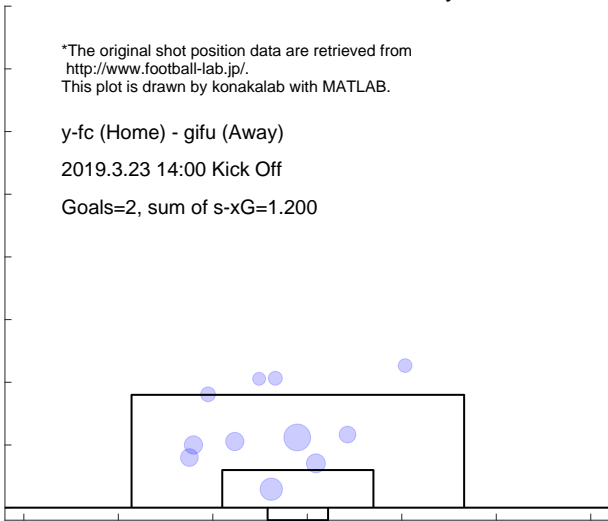 *The original shot position data are retrieved from
http://www.football-lab.jp/.
This plot is drawn by konakalab with MATLAB.
y-fc (Home) - gifu (Away)
2019.3.23 14:00 Kick Off
Goals=2, sum of s-xG=1.200